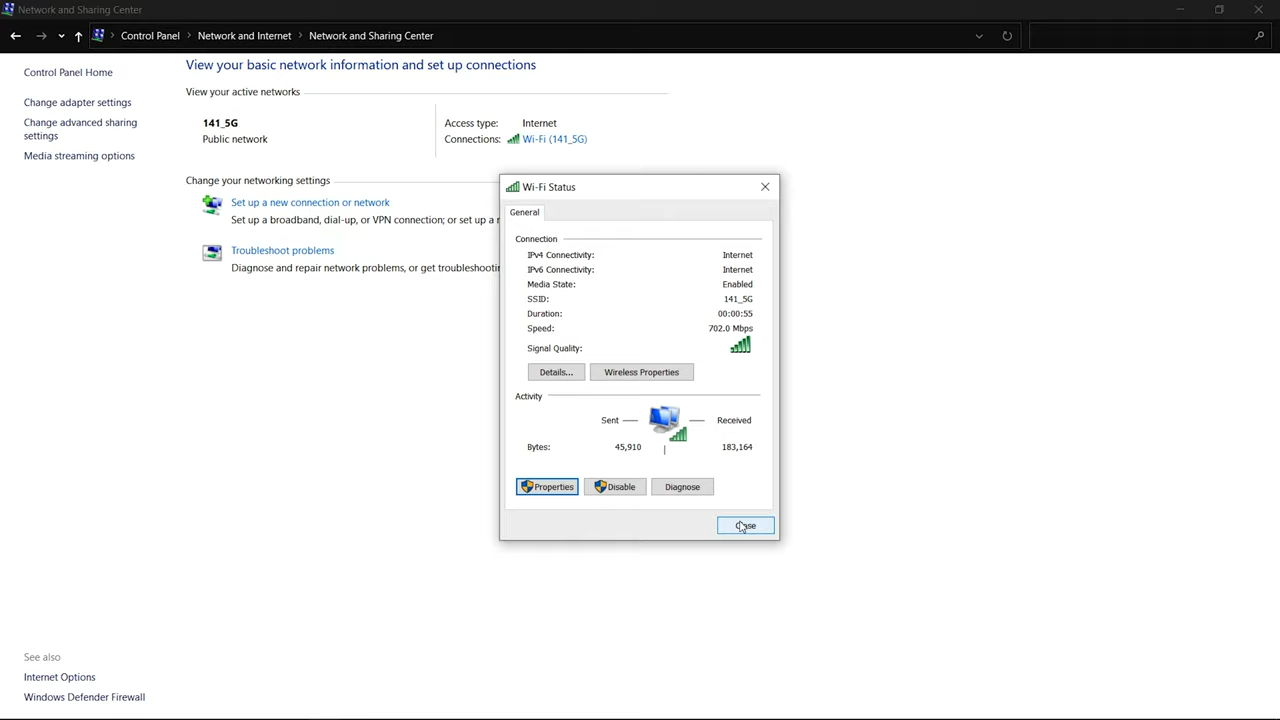 Network and Sharing Center
Control Panel > Network and Internet > Network and Sharing Center
Control Panel Home
Change adapter settings
Change advanced sharing
settings
Media streaming options
View your basic network information and set up connections
View your active networks
141_5G
Public network
Access type: Internet
Connections: Wi-Fi (141_5G)
Change your networking settings
Set up a new connection or network
Set up a broadband, dial-up, or VPN connection; or set up a
Troubleshoot problems
Diagnose and repair network problems, or get
Wi-Fi Status
General
Connection
IPv4 Connectivity: Internet
IPv6 Connectivity: Internet
Media State: Enabled
SSID: 141_5G
Duration: 00:00:55
Speed: 702.0 Mbps
Signal Quality:
Details...
Wireless Properties
Activity
Sent — — Received
Bytes: 45,910 | 183,164
Properties
Disable
Diagnose
Close
See also
Internet Options
Windows Defender Firewall